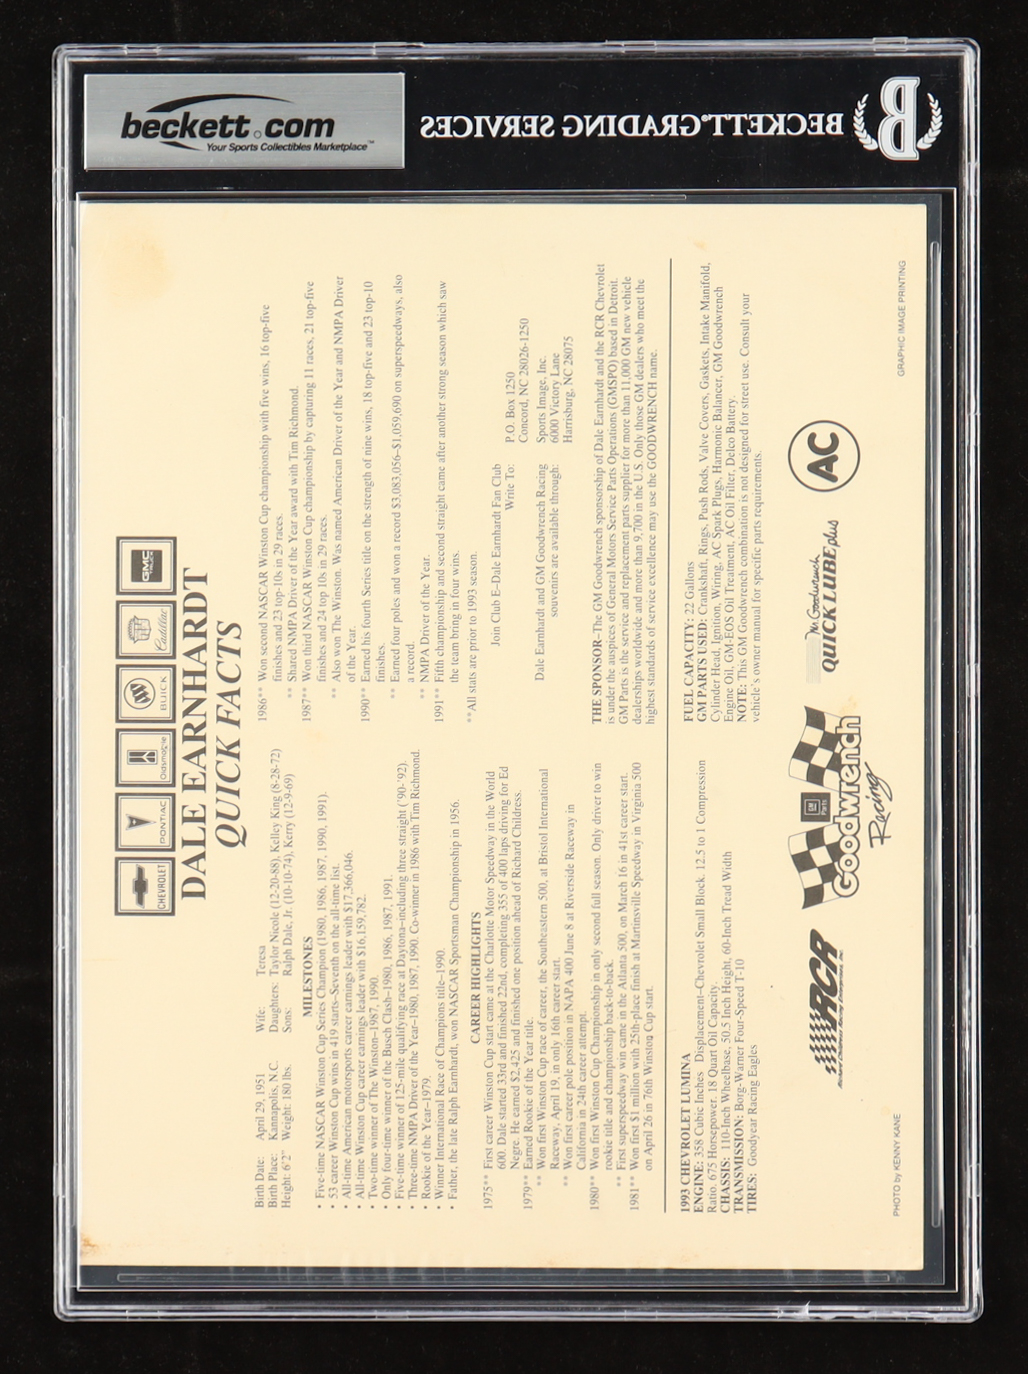 beckett.com
Your Sports Collectibles Marketplace™
BECKETT® GRADING SERVICES
B
CHEVROLET
PONTIAC
Oldsmobile
BUICK
Cadillac
GMC
TRUCK
DALE EARNHARDT
QUICK FACTS
Birth Date: April 29, 1951
Birth Place: Kannapolis, N.C.
Height: 6'2" Weight: 180 lbs.
Wife: Teresa
Daughters: Taylor Nicole (12-20-88), Kelley King (8-28-72)
Sons: Ralph Dale, Jr. (10-10-74), Kerry (12-9-69)
MILESTONES
• Five-time NASCAR Winston Cup Series Champion (1980, 1986, 1987, 1990, 1991).
• 53 career Winston Cup wins in 419 starts–Seventh on the all-time list.
• All-time American motorsports career earnings leader with $17,366,046.
• All-time Winston Cup career earnings leader with $16,159,782.
• Two-time winner of The Winston–1987, 1990.
• Only four-time winner of the Busch Clash–1980, 1986, 1987, 1991.
• Five-time winner of 125-mile qualifying race at Daytona–including three straight ('90-'92).
• Three-time NMPA Driver of the Year–1980, 1987, 1990. Co-winner in 1986 with Tim Richmond.
• Rookie of the Year–1979.
• Winner International Race of Champions title–1990.
• Father, the late Ralph Earnhardt, won NASCAR Sportsman Championship in 1956.
CAREER HIGHLIGHTS
1975** First career Winston Cup start came at the Charlotte Motor Speedway in the World
600. Dale started 33rd and finished 22nd, completing 355 of 400 laps driving for Ed
Negre. He earned $2,425 and finished one position ahead of Richard Childress.
1979** Earned Rookie of the Year title.
** Won first Winston Cup race of career, the Southeastern 500, at Bristol International
Raceway, April 19, in only 16th career start.
** Won first career pole position in NAPA 400 June 8 at Riverside Raceway in
California in 24th career attempt.
1980** Won first Winston Cup Championship in only second full season. Only driver to win
rookie title and championship back-to-back.
** First superspeedway win came in the Atlanta 500, on March 16 in 41st career start.
1981** Won first $1 million with 25th-place finish at Martinsville Speedway in Virginia 500
on April 26 in 76th Winston Cup start.
1986** Won second NASCAR Winston Cup championship with five wins, 16 top-five
finishes and 23 top-10s in 29 races.
** Shared NMPA Driver of the Year award with Tim Richmond.
1987** Won third NASCAR Winston Cup championship by capturing 11 races, 21 top-five
finishes and 24 top 10s in 29 races.
** Also won The Winston. Was named American Driver of the Year and NMPA Driver
of the Year.
1990** Earned his fourth Series title on the strength of nine wins, 18 top-five and 23 top-10
finishes.
** Earned four poles and won a record $3,083,056–$1,059,690 on superspeedways, also
a record.
** NMPA Driver of the Year.
1991** Fifth championship and second straight came after another strong season which saw
the team bring in four wins.
**All stats are prior to 1993 season.
Join Club E–Dale Earnhardt Fan Club
Write To: P.O. Box 1250
Concord, NC 28026-1250
Dale Earnhardt and GM Goodwrench Racing Sports Image, Inc.
souvenirs are available through: 6000 Victory Lane
Harrisburg, NC 28075
THE SPONSOR–The GM Goodwrench sponsorship of Dale Earnhardt and the RCR Chevrolet
is under the auspices of General Motors Service Parts Operations (GMSPO) based in Detroit.
GM Parts is the service and replacement parts supplier for more than 11,000 GM new vehicle
dealerships worldwide and more than 9,700 in the U.S. Only those GM dealers who meet the
highest standards of service excellence may use the GOODWRENCH name.
1993 CHEVROLET LUMINA
ENGINE: 358 Cubic Inches Displacement–Chevrolet Small Block. 12.5 to 1 Compression
Ratio. 675 Horsepower. 18 Quart Oil Capacity.
CHASSIS: 110-Inch Wheelbase, 50.5 Inch Height, 60-Inch Tread Width
TRANSMISSION: Borg-Warner Four-Speed T-10
TIRES: Goodyear Racing Eagles
FUEL CAPACITY: 22 Gallons
GM PARTS USED: Crankshaft, Rings, Push Rods, Valve Covers, Gaskets, Intake Manifold,
Cylinder Head, Ignition, Wiring, AC Spark Plugs, Harmonic Balancer, GM Goodwrench
Engine Oil, GM-EOS Oil Treatment, AC Oil Filter, Delco Battery.
NOTE: This GM Goodwrench combination is not designed for street use. Consult your
vehicle's owner manual for specific parts requirements.
RCR
Richard Childress Racing Enterprises, Inc.
GM
Parts
Goodwrench
Racing
Mr. Goodwrench
QUICK LUBE plus
AC
PHOTO by KENNY KANE
GRAPHIC IMAGE PRINTING